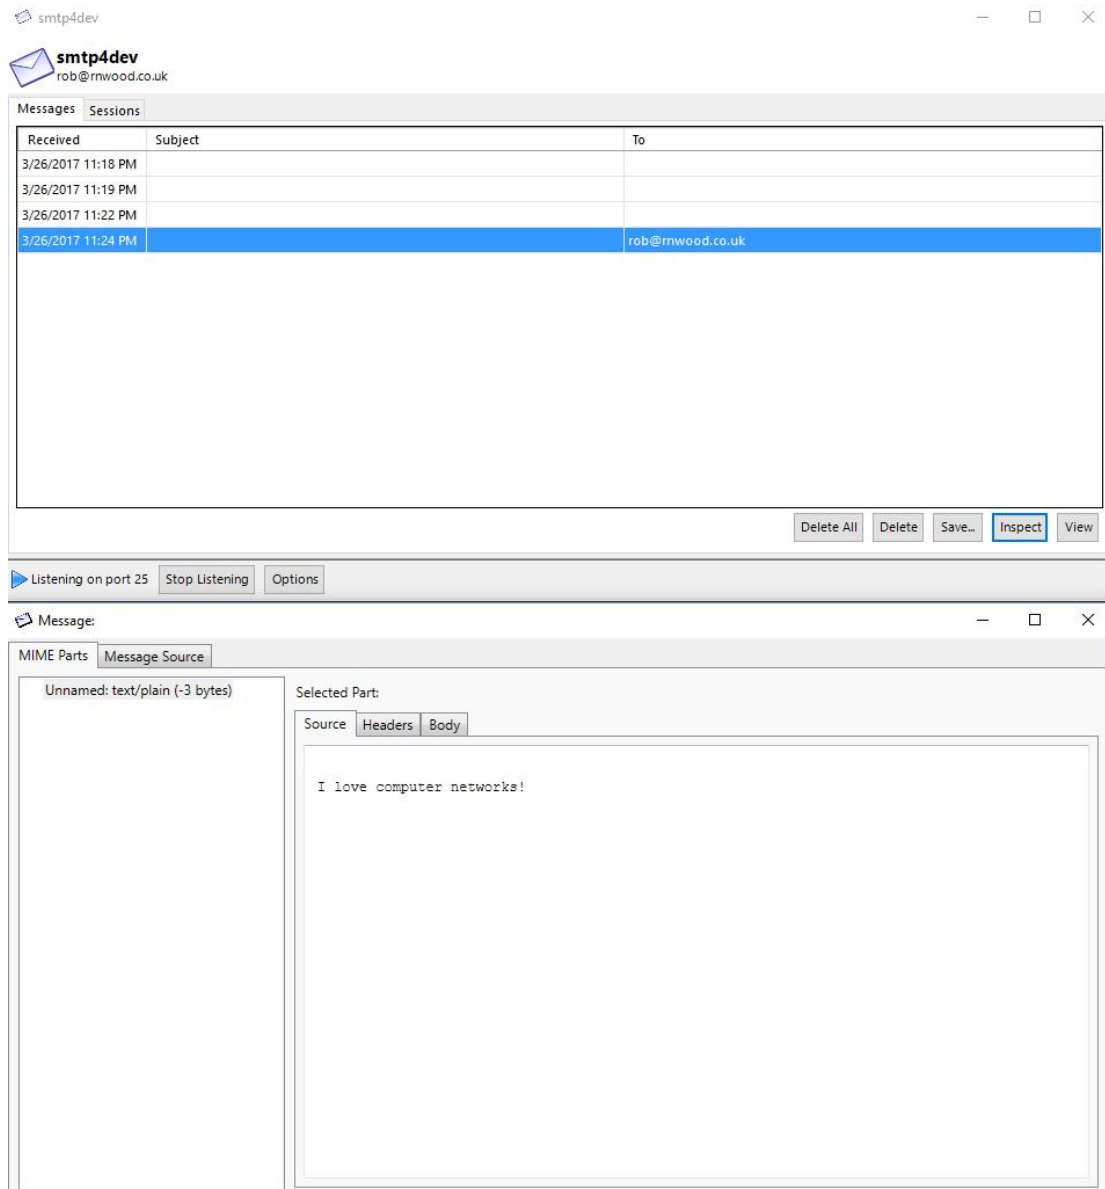 smtp4dev
smtp4dev
rob@rnwood.co.uk
Messages Sessions
Received Subject To
3/26/2017 11:18 PM
3/26/2017 11:19 PM
3/26/2017 11:22 PM
3/26/2017 11:24 PM rob@rnwood.co.uk
Delete All Delete Save... Inspect View
Listening on port 25 Stop Listening Options
Message:
MIME Parts Message Source
Unnamed: text/plain (-3 bytes) Selected Part:
Source Headers Body
I love computer networks!